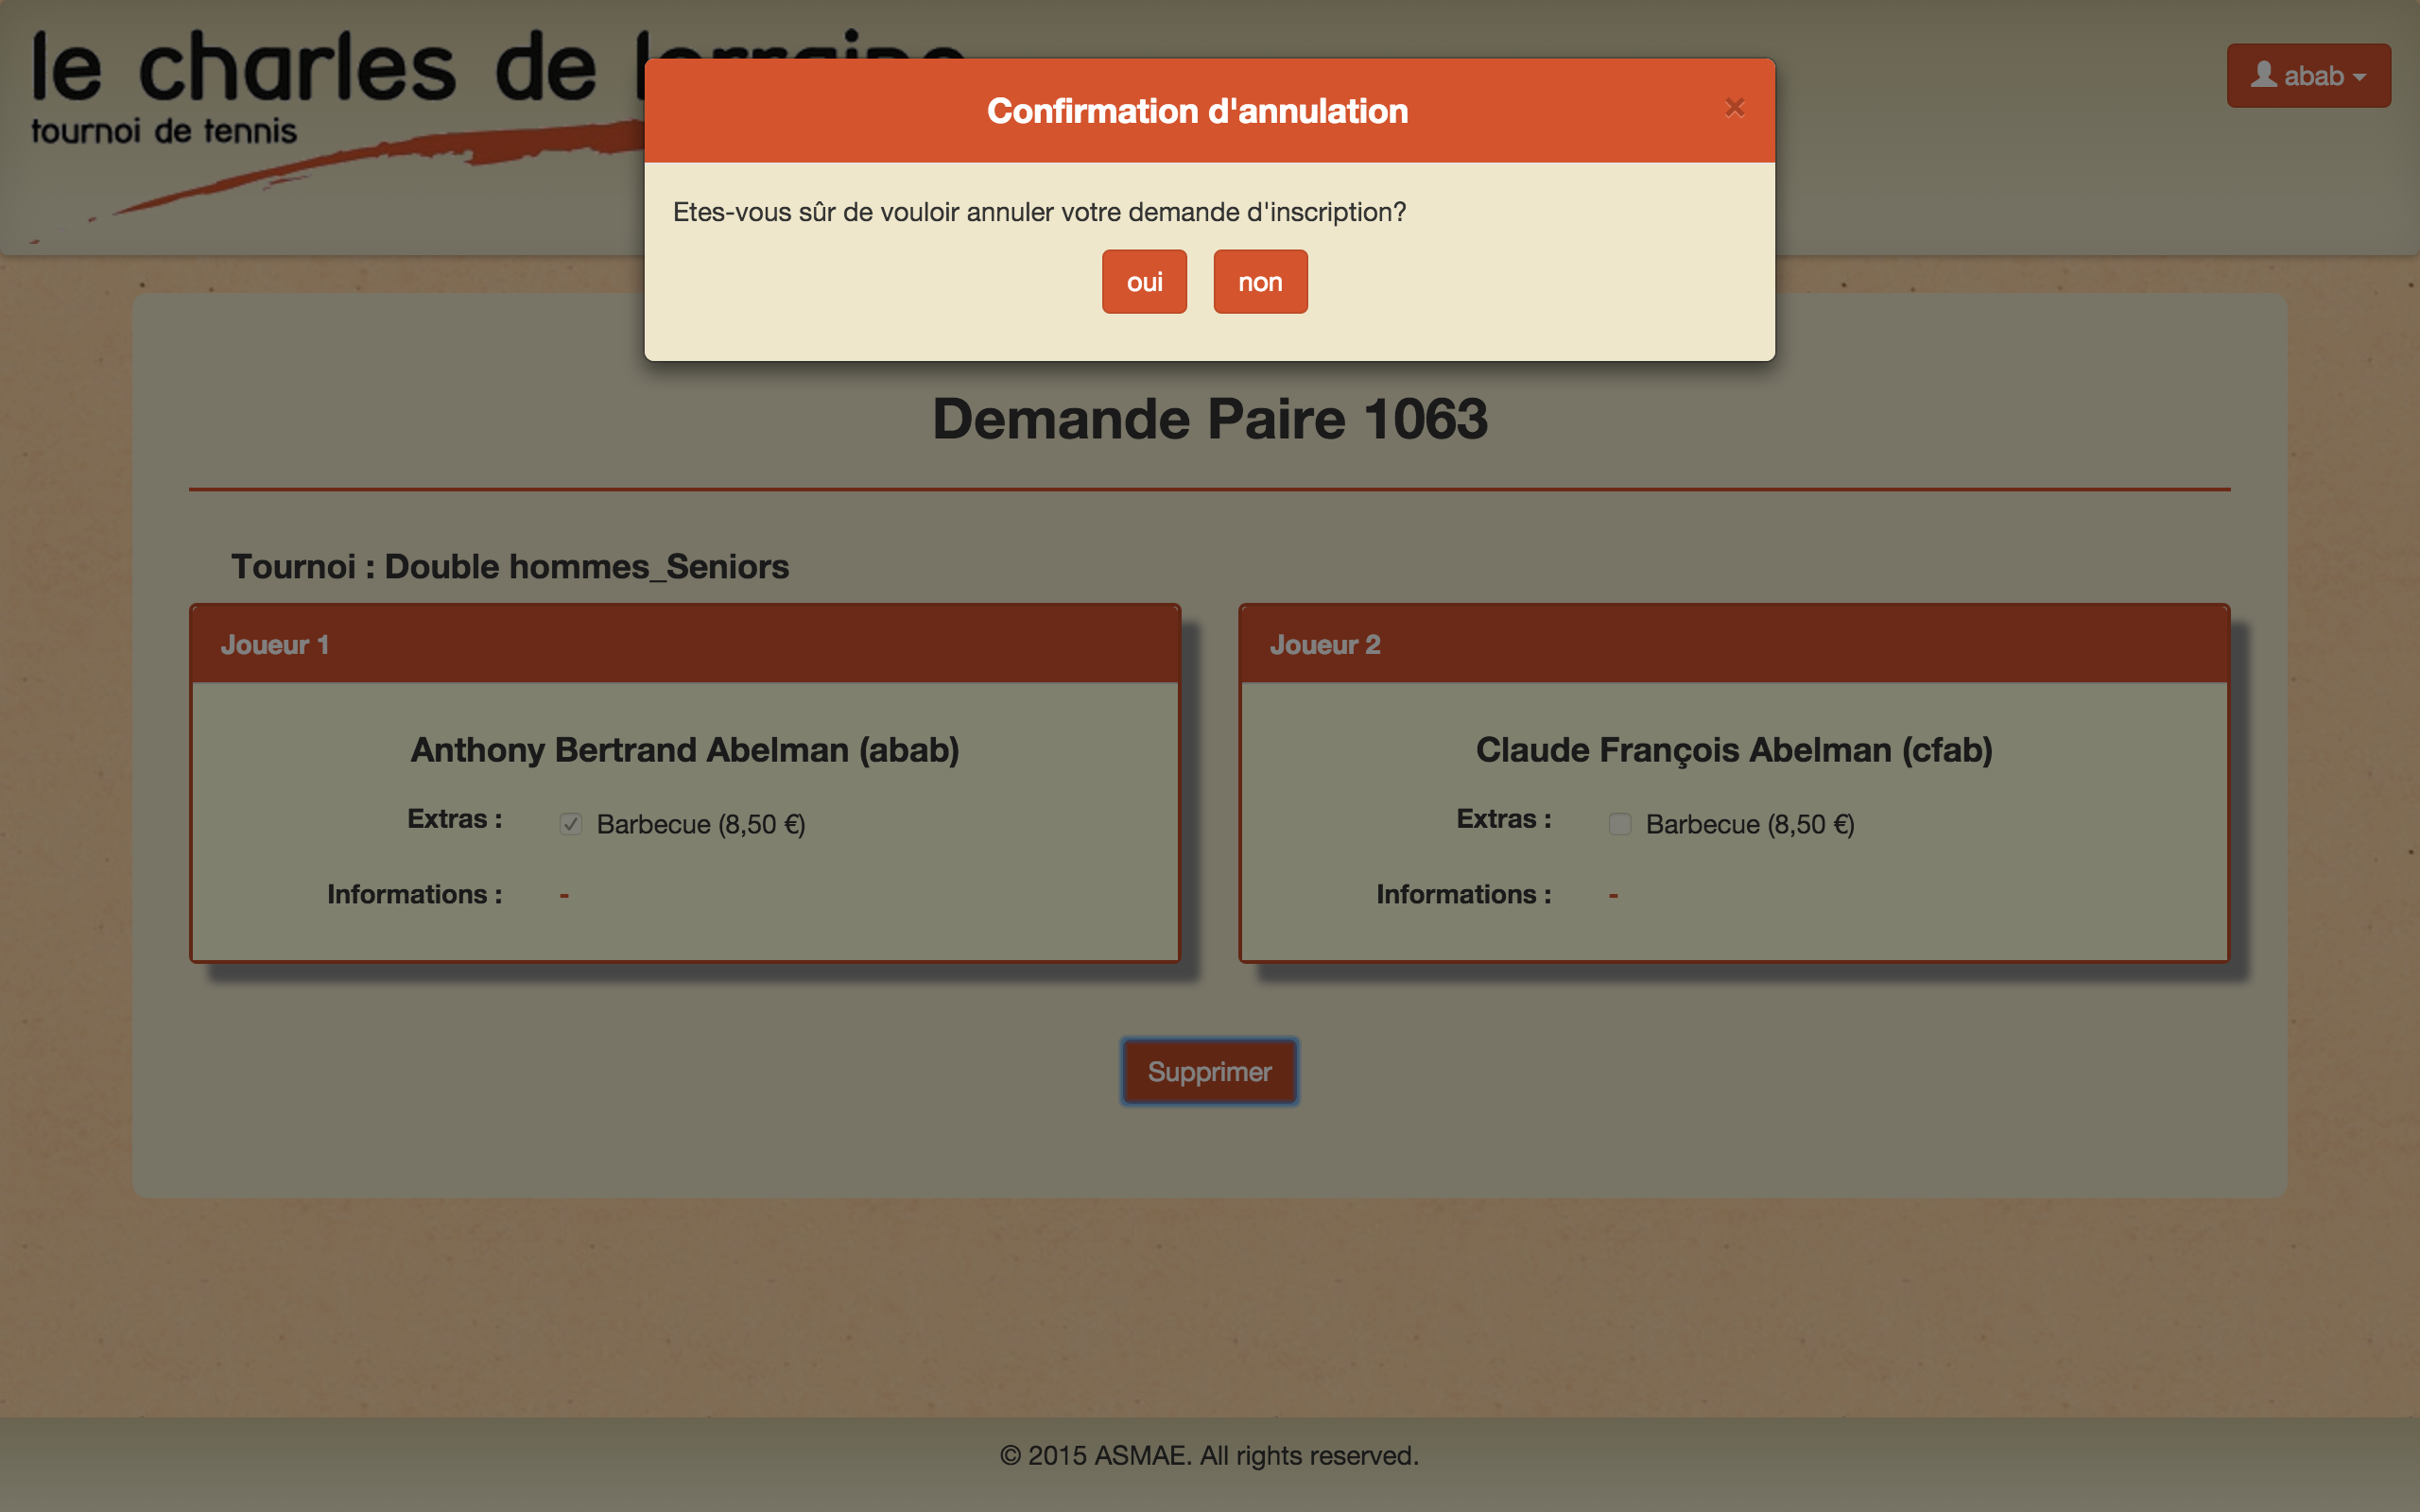 le charles de lorraine
tournoi de tennis
abab
Confirmation d'annulation
×
Etes-vous sûr de vouloir annuler votre demande d'inscription?
oui
non
Demande Paire 1063
Tournoi : Double hommes_Seniors
Joueur 1
Anthony Bertrand Abelman (abab)
Extras : Barbecue (8,50 €)
Informations : -
Joueur 2
Claude François Abelman (cfab)
Extras : Barbecue (8,50 €)
Informations : -
Supprimer
© 2015 ASMAE. All rights reserved.